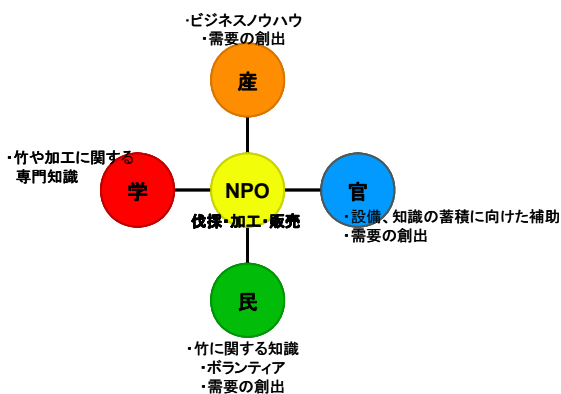 ・ビジネスノウハウ
・需要の創出
産
・竹や加工に関する
専門知識
学
NPO
伐採・加工・販売
官
・設備、知識の蓄積に向けた補助
・需要の創出
民
・竹に関する知識
・ボランティア
・需要の創出